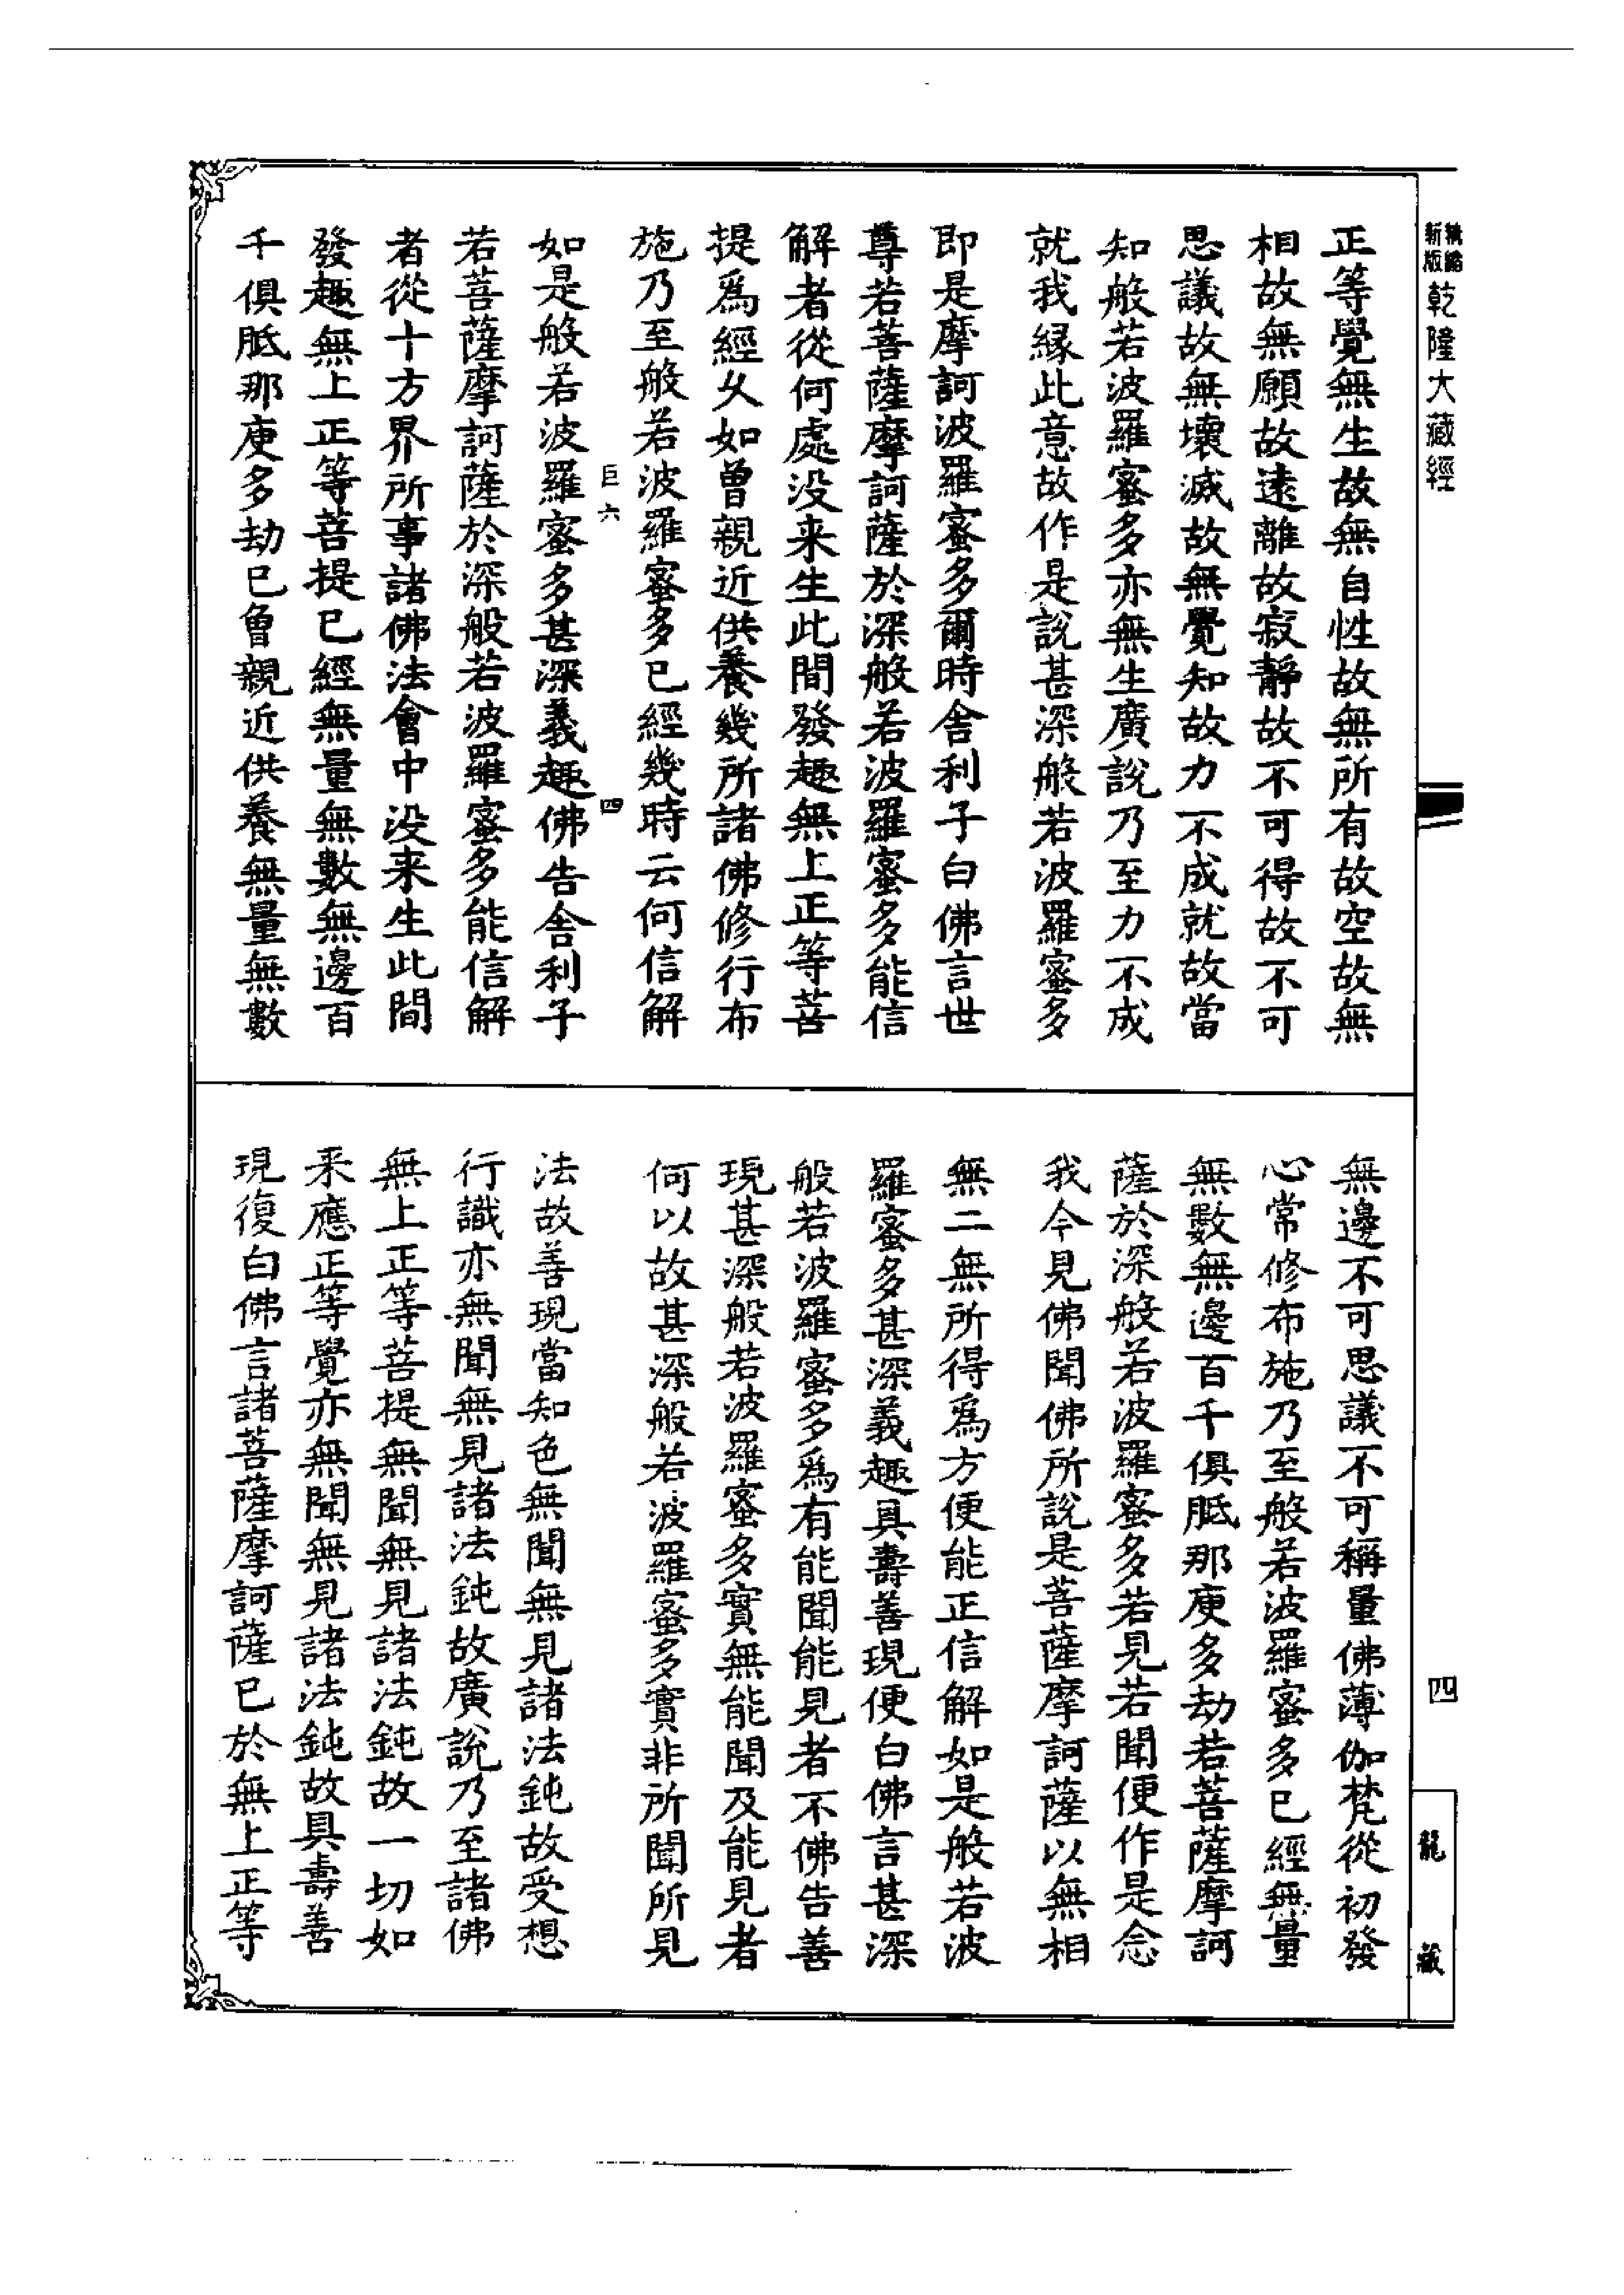 精縮
新版
乾隆大藏經
四
龍藏
正等覺無生故無自性故無所有故空故無
相故無願故遠離故寂靜故不可得故不可
思議故無壞滅故無覺知故力不成就故當
知般若波羅蜜多亦無生廣說乃至力不成
就我緣此意故作是說甚深般若波羅蜜多
即是摩訶波羅蜜多爾時舍利子白佛言世
尊若菩薩摩訶薩於深般若波羅蜜多能信
解者從何處没来生此間發趣無上正等菩
提爲經久如曾親近供養幾所諸佛修行布
施乃至般若波羅蜜多已經幾時云何信解
巨六
四
如是般若波羅蜜多甚深義趣佛告舍利子
若菩薩摩訶薩於深般若波羅蜜多能信解
者從十方界所事諸佛法會中没来生此間
發趣無上正等菩提已經無量無數無邊百
千俱胝那庾多劫已曾親近供養無量無數
無邊不可思議不可稱量佛薄伽梵從初發
心常修布施乃至般若波羅蜜多已經無量
無數無邊百千俱胝那庾多劫若菩薩摩訶
薩於深般若波羅蜜多若見若聞便作是念
我今見佛聞佛所說是菩薩摩訶薩以無相
無二無所得爲方便能正信解如是般若波
羅蜜多甚深義趣具壽善現便白佛言甚深
般若波羅蜜多爲有能聞能見者不佛告善
現甚深般若波羅蜜多實無能聞及能見者
何以故甚深般若波羅蜜多實非所聞所見
法故善現當知色無聞無見諸法鈍故受想
行識亦無聞無見諸法鈍故廣說乃至諸佛
無上正等菩提無聞無見諸法鈍故一切如
来應正等覺亦無聞無見諸法鈍故具壽善
現復白佛言諸菩薩摩訶薩已於無上正等